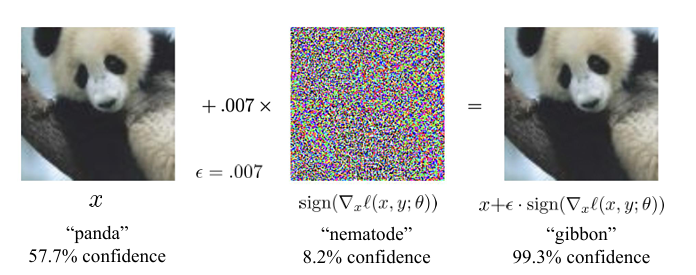 + .007 ×
=
ϵ = .007
x
sign(∇ₓℓ(x, y; θ))
x+ϵ · sign(∇ₓℓ(x, y; θ))
“panda”
“nematode”
“gibbon”
57.7% confidence
8.2% confidence
99.3% confidence